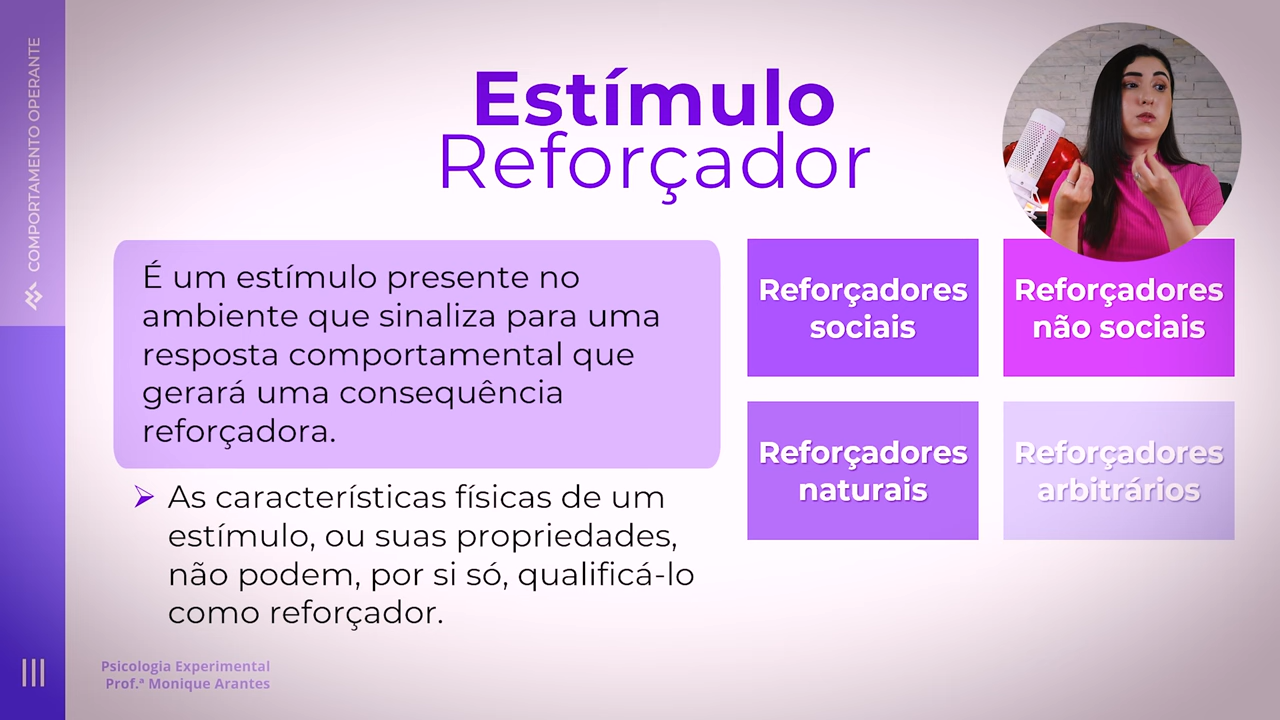 COMPORTAMENTO OPERANTE
Estímulo
Reforçador
É um estímulo presente no
ambiente que sinaliza para uma
resposta comportamental que
gerará uma consequência
reforçadora.
As características físicas de um
estímulo, ou suas propriedades,
não podem, por si só, qualificá-lo
como reforçador.
Reforçadores
sociais
Reforçadores
não sociais
Reforçadores
naturais
Reforçadores
arbitrários
Psicologia Experimental
Prof.ª Monique Arantes